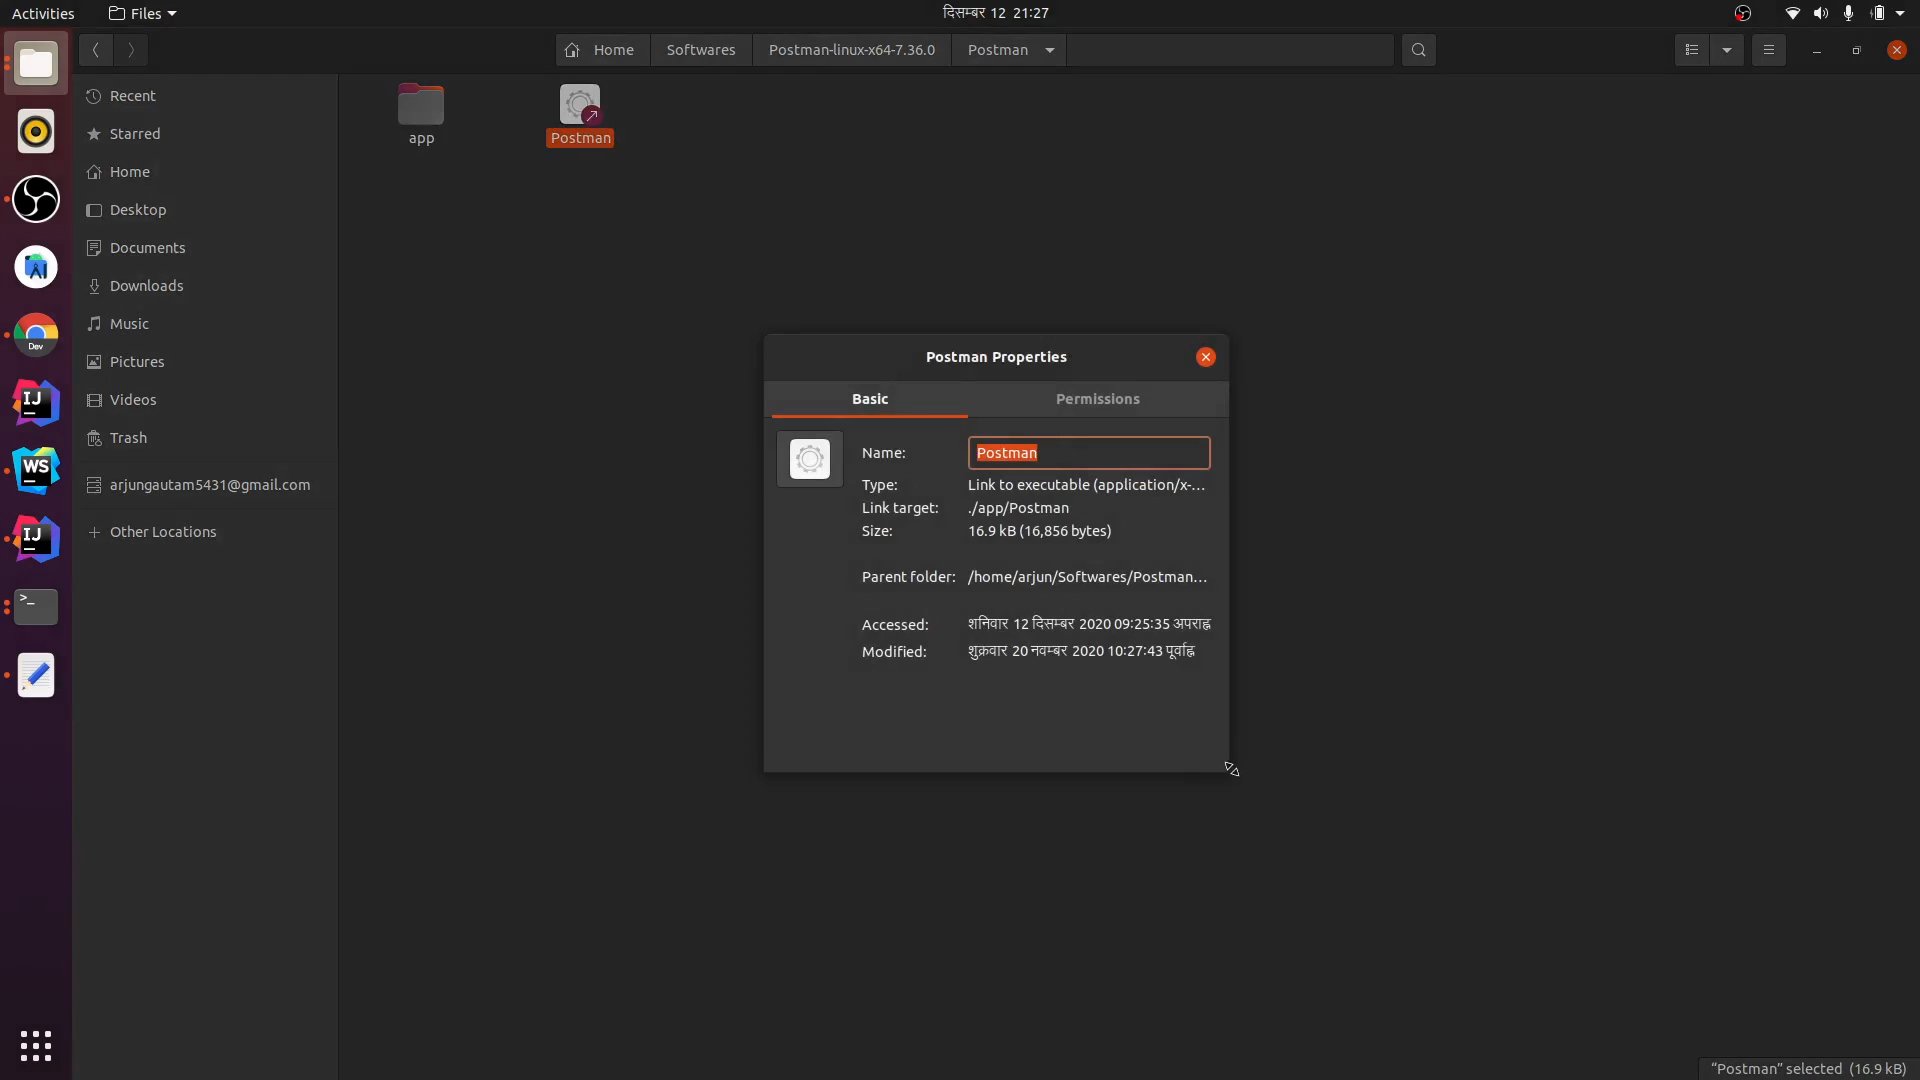 Activities
Files
दिसम्बर 12 21:27
Home
Softwares
Postman-linux-x64-7.36.0
Postman
Recent
Starred
Home
Desktop
Documents
Downloads
Music
Pictures
Videos
Trash
arjungautam5431@gmail.com
Other Locations
app
Postman
Postman Properties
Basic
Permissions
Name: Postman
Type: Link to executable (application/x-…
Link target: ./app/Postman
Size: 16.9 kB (16,856 bytes)
Parent folder: /home/arjun/Softwares/Postman…
Accessed: शनिवार 12 दिसम्बर 2020 09:25:35 अपराह्न
Modified: शुक्रवार 20 नवम्बर 2020 10:27:43 पूर्वाह्न
Dev
IJ
WS
IJ
>_
"Postman" selected (16.9 kB)